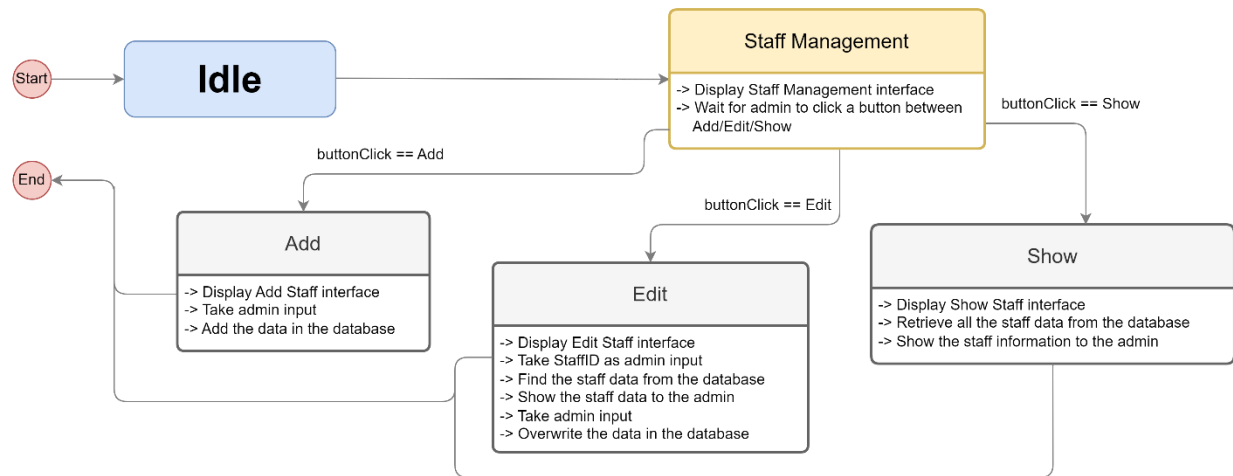 Start
Idle
Staff Management
-> Display Staff Management interface
-> Wait for admin to click a button between
Add/Edit/Show
buttonClick == Show
buttonClick == Add
buttonClick == Edit
End
Add
-> Display Add Staff interface
-> Take admin input
-> Add the data in the database
Edit
-> Display Edit Staff interface
-> Take StaffID as admin input
-> Find the staff data from the database
-> Show the staff data to the admin
-> Take admin input
-> Overwrite the data in the database
Show
-> Display Show Staff interface
-> Retrieve all the staff data from the database
-> Show the staff information to the admin